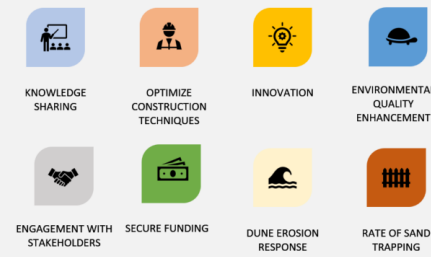 KNOWLEDGE
SHARING
OPTIMIZE
CONSTRUCTION
TECHNIQUES
INNOVATION
ENVIRONMENTA
QUALITY
ENHANCEMENT
ENGAGEMENT WITH
STAKEHOLDERS
SECURE FUNDING
DUNE EROSION
RESPONSE
RATE OF SAND
TRAPPING